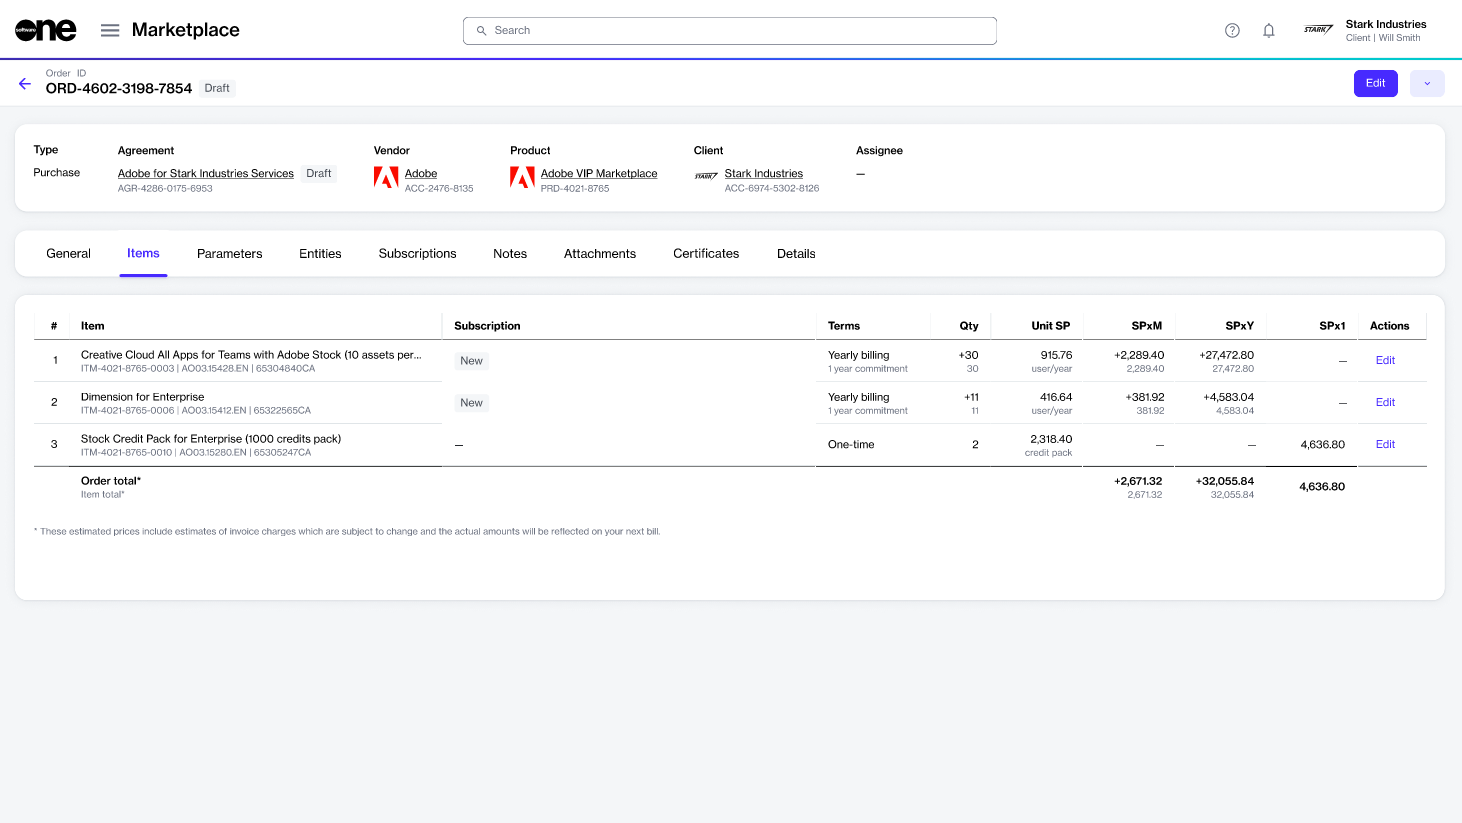 software one
Marketplace
Search
STARK
Stark Industries
Client | Will Smith
Order ID
ORD-4602-3198-7854 Draft
Edit
Type Agreement Vendor Product Client Assignee
Purchase Adobe for Stark Industries Services Draft Adobe Adobe VIP Marketplace STARK Stark Industries —
AGR-4286-0175-6953 ACC-2476-8135 PRD-4021-8765 ACC-6974-5302-8126
General Items Parameters Entities Subscriptions Notes Attachments Certificates Details
# Item Subscription Terms Qty Unit SP SPxM SPxY SPx1 Actions
1 Creative Cloud All Apps for Teams with Adobe Stock (10 assets per... New Yearly billing +30 915.76 +2,289.40 +27,472.80 — Edit
ITM-4021-8765-0003 | AO03.15428.EN | 65304840CA 1 year commitment 30 user/year 2,289.40 27,472.80
2 Dimension for Enterprise New Yearly billing +11 416.64 +381.92 +4,583.04 — Edit
ITM-4021-8765-0006 | AO03.15412.EN | 65322565CA 1 year commitment 11 user/year 381.92 4,583.04
3 Stock Credit Pack for Enterprise (1000 credits pack) — One-time 2 2,318.40 — — 4,636.80 Edit
ITM-4021-8765-0010 | AO03.15280.EN | 65305247CA credit pack
Order total* +2,671.32 +32,055.84 4,636.80
Item total* 2,671.32 32,055.84
* These estimated prices include estimates of invoice charges which are subject to change and the actual amounts will be reflected on your next bill.